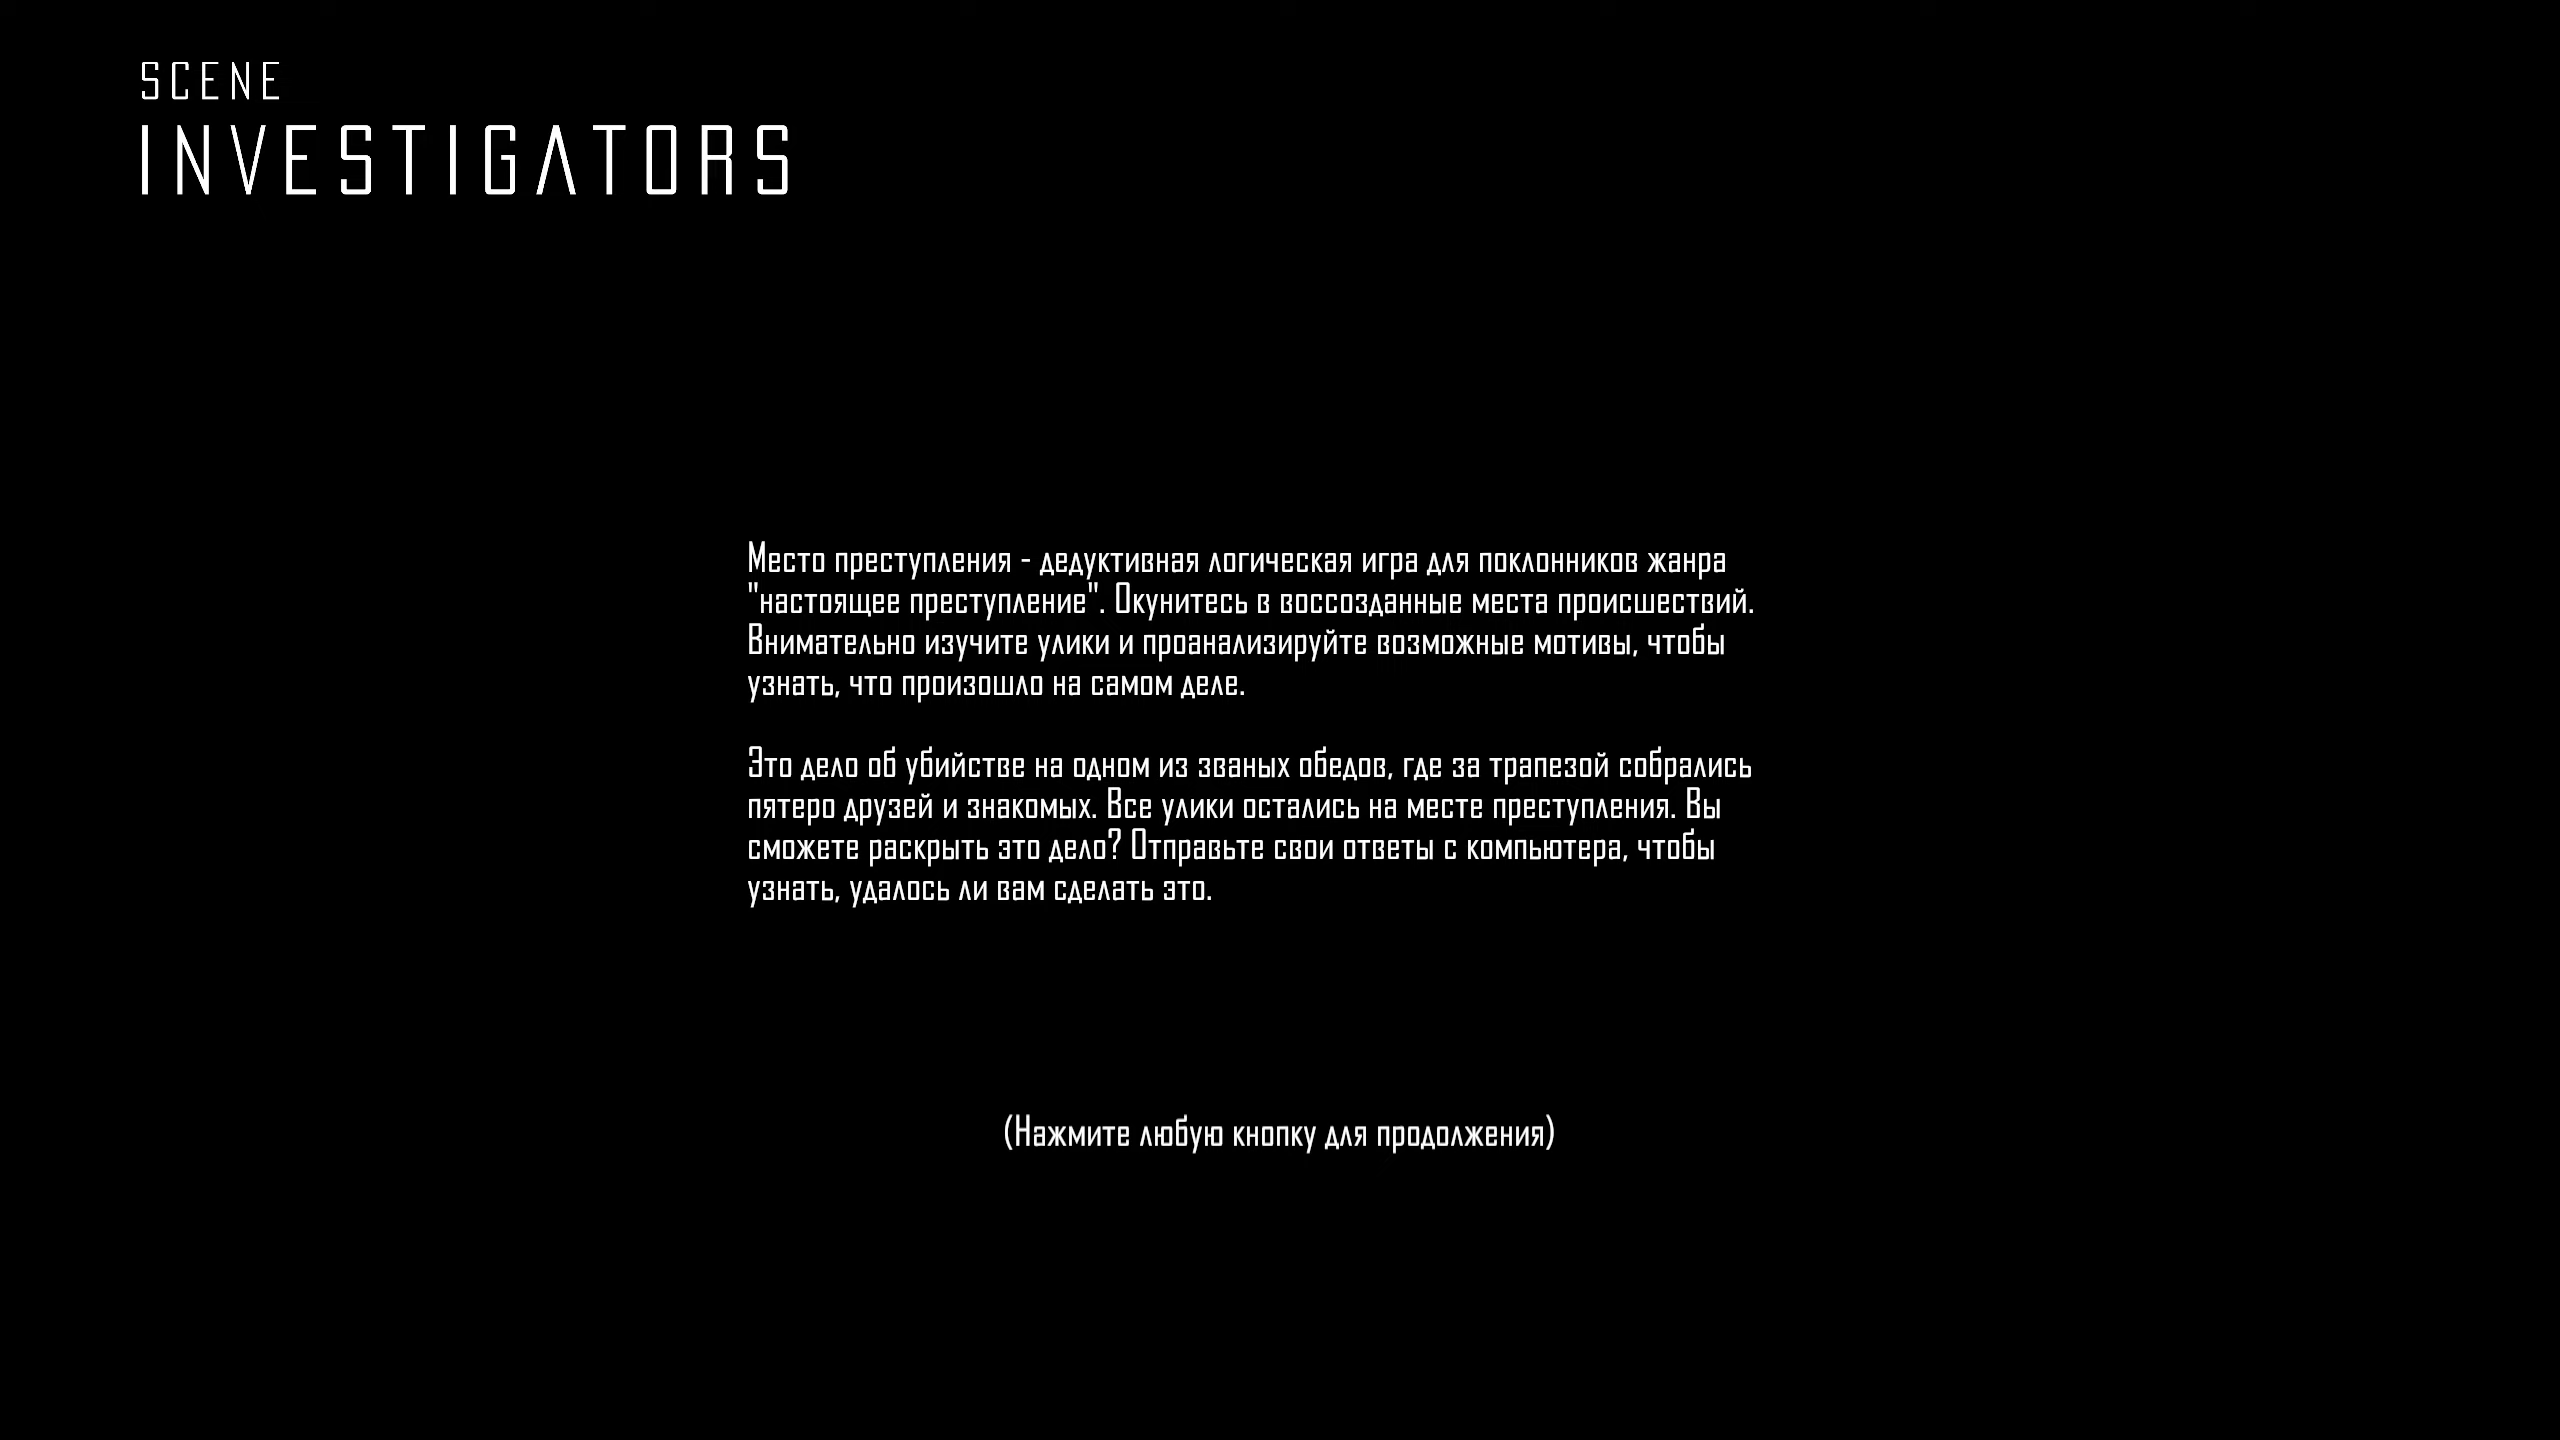 SCENE
INVESTIGATORS
Место преступления - дедуктивная логическая игра для поклонников жанра
"настоящее преступление". Окунитесь в воссозданные места происшествий.
Внимательно изучите улики и проанализируйте возможные мотивы, чтобы
узнать, что произошло на самом деле.
Это дело об убийстве на одном из званых обедов, где за трапезой собрались
пятеро друзей и знакомых. Все улики остались на месте преступления. Вы
сможете раскрыть это дело? Отправьте свои ответы с компьютера, чтобы
узнать, удалось ли вам сделать это.
(Нажмите любую кнопку для продолжения)